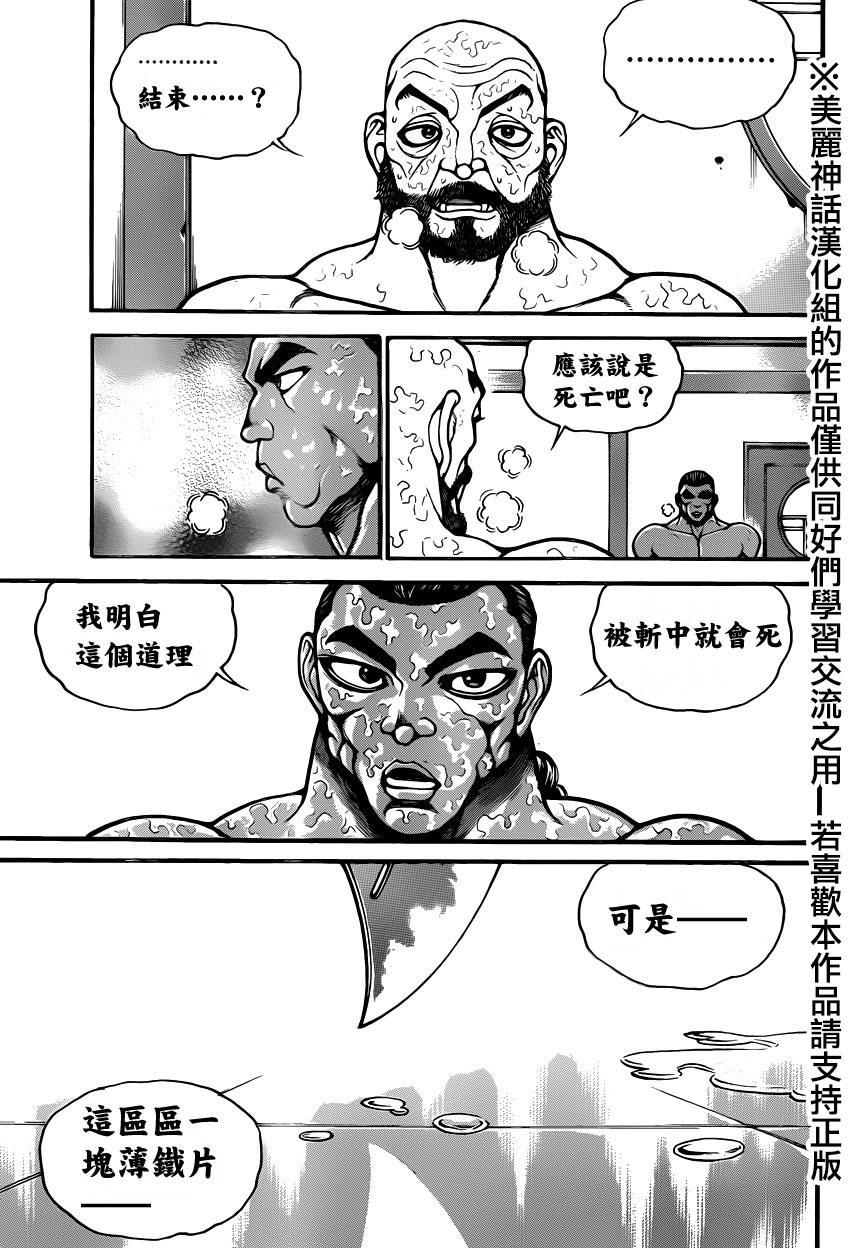 ………………
…………
結束……？
應該說是
死亡吧？
被斬中就會死
我明白
這個道理
可是——
這區區一
塊薄鐵片
——
※美麗神話漢化組的作品僅供同好們學習交流之用—若喜歡本作品請支持正版—